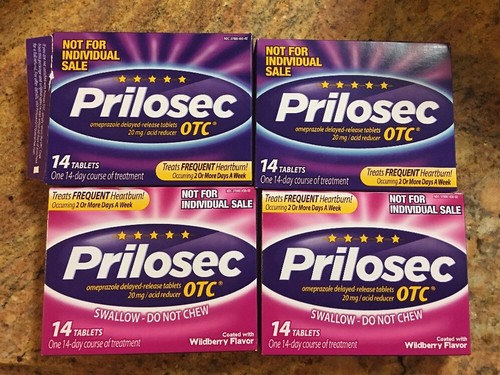 NOT FOR
INDIVIDUAL
SALE
Prilosec
omeprazole delayed-release tablets
20 mg / acid reducer
OTC®
14 TABLETS
One 14-day course of treatment
Treats FREQUENT Heartburn!
Occurring 2 Or More Days A Week
NOT FOR
INDIVIDUAL
SALE
Prilosec
omeprazole delayed-release tablets
20 mg / acid reducer
OTC®
14 TABLETS
One 14-day course of treatment
Treats FREQUENT Heartburn!
Occurring 2 Or More Days A Week
Treats FREQUENT Heartburn!
Occurring 2 Or More Days A Week
NOT FOR
INDIVIDUAL SALE
Prilosec
omeprazole delayed-release tablets
20 mg / acid reducer
OTC®
SWALLOW - DO NOT CHEW
14 TABLETS
One 14-day course of treatment
Coated with
Wildberry Flavor
Treats FREQUENT Heartburn!
Occurring 2 Or More Days A Week
NOT FOR
INDIVIDUAL SALE
Prilosec
omeprazole delayed-release tablets
20 mg / acid reducer
OTC®
SWALLOW - DO NOT CHEW
14 TABLETS
One 14-day course of treatment
Coated with
Wildberry Flavor